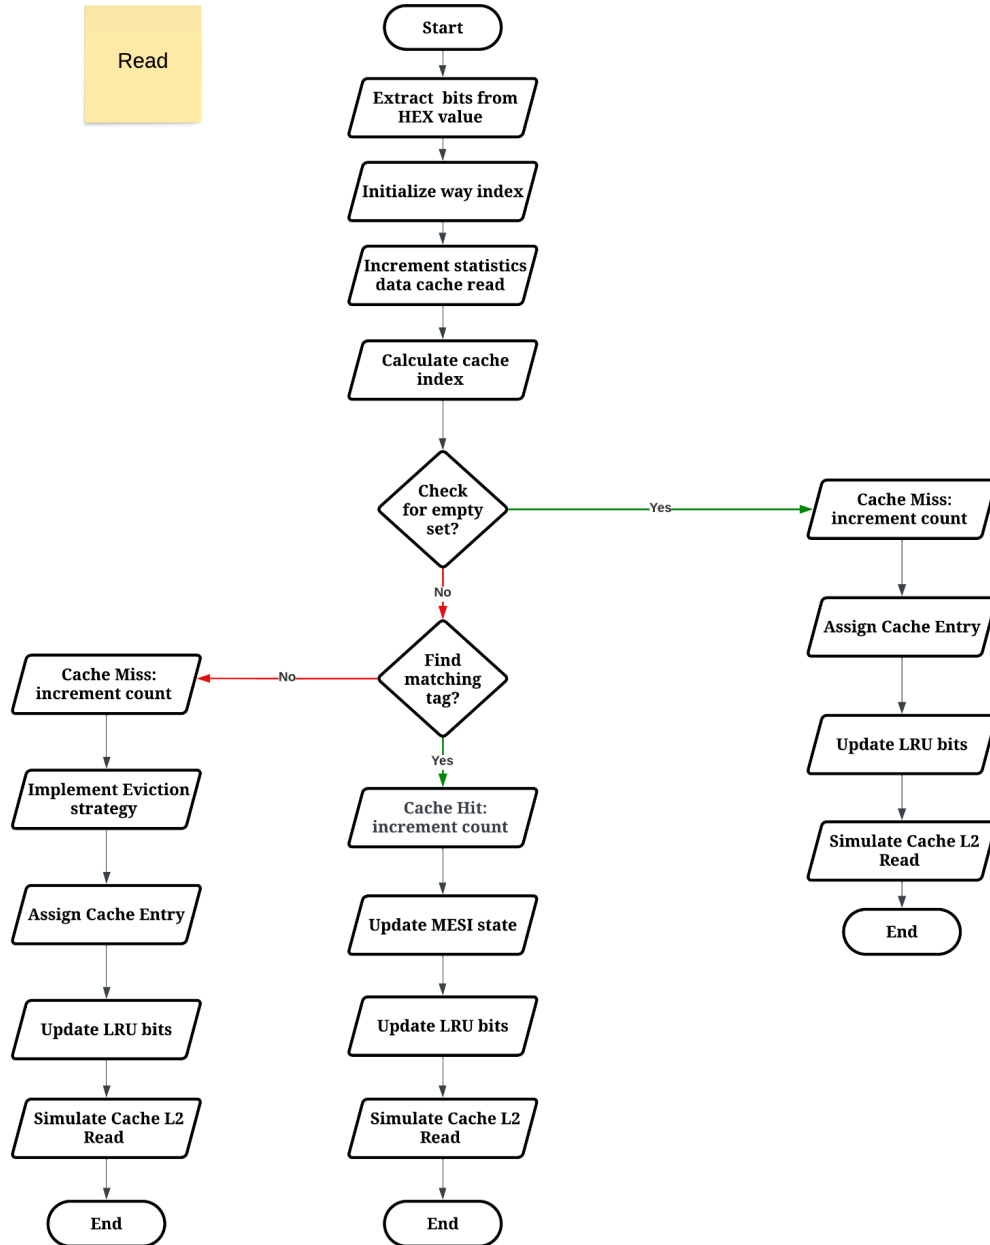 Read
Start
Extract bits from
HEX value
Initialize way index
Increment statistics
data cache read
Calculate cache
index
Check
for empty
set?
Yes
Cache Miss:
increment count
Assign Cache Entry
Update LRU bits
Simulate Cache L2
Read
End
No
Find
matching
tag?
No
Cache Miss:
increment count
Implement Eviction
strategy
Assign Cache Entry
Update LRU bits
Simulate Cache L2
Read
End
Yes
Cache Hit:
increment count
Update MESI state
Update LRU bits
Simulate Cache L2
Read
End